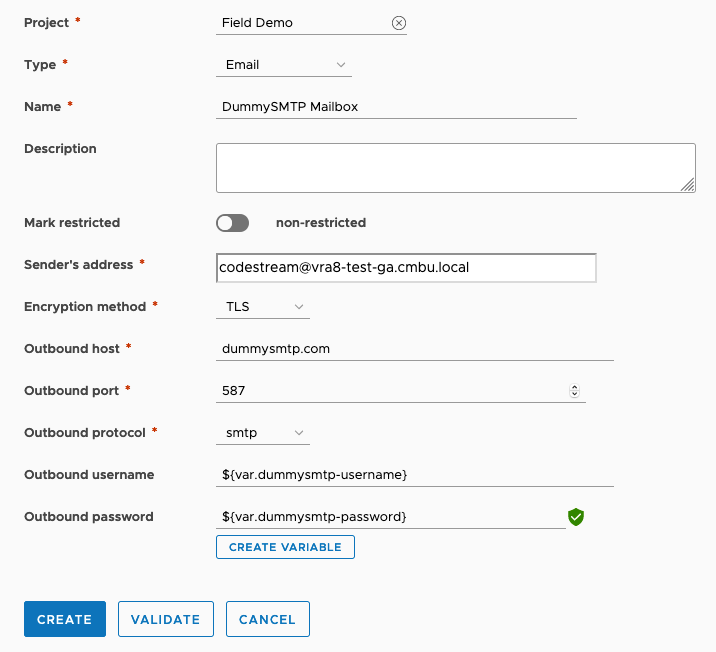 Project * Field Demo
Type * Email
Name * DummySMTP Mailbox
Description
Mark restricted non-restricted
Sender's address * codestream@vra8-test-ga.cmbu.local
Encryption method * TLS
Outbound host * dummysmtp.com
Outbound port * 587
Outbound protocol * smtp
Outbound username ${var.dummysmtp-username}
Outbound password ${var.dummysmtp-password}
CREATE VARIABLE
CREATE VALIDATE CANCEL